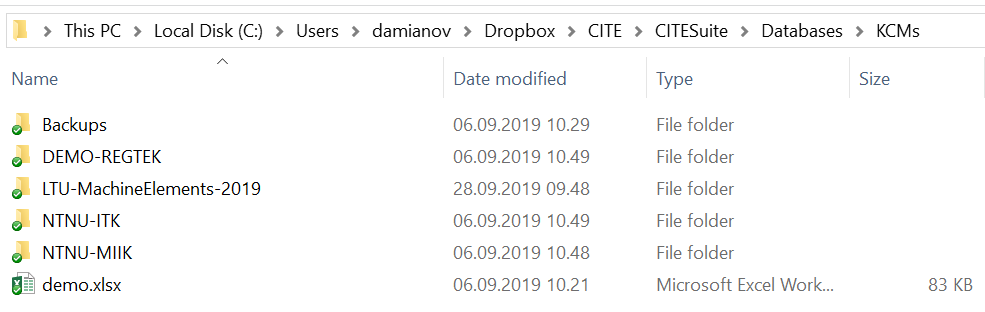 This PC > Local Disk (C:) > Users > damianov > Dropbox > CITE > CITESuite > Databases > KCMs
Name Date modified Type Size
Backups 06.09.2019 10.29 File folder
DEMO-REGTEK 06.09.2019 10.49 File folder
LTU-MachineElements-2019 28.09.2019 09.48 File folder
NTNU-ITK 06.09.2019 10.49 File folder
NTNU-MIIK 06.09.2019 10.48 File folder
demo.xlsx 06.09.2019 10.21 Microsoft Excel Work... 83 KB